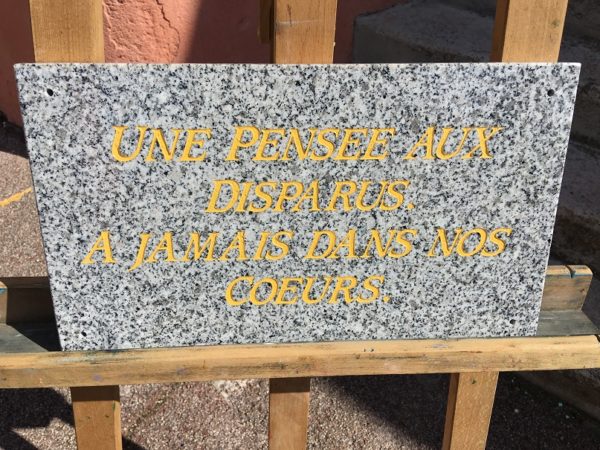 UNE PENSEE AUX
DISPARUS.
A JAMAIS DANS NOS
COEURS.